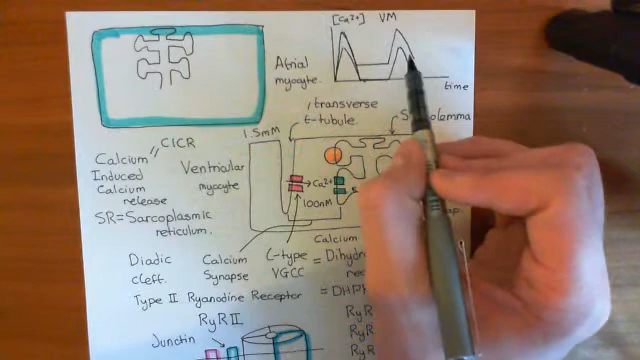 [Ca²⁺] VM
time
Atrial
myocyte.
transverse
t-tubule.
1.5mM
Calcium
Induced
Calcium
release
CICR
Ventricular
myocyte
Ca²⁺
100nM
SR=Sarcoplasmic
reticulum.
Diadic
cleft.
Calcium
Synapse
L-type
VGCC
Calcium
=
Type II Ryanodine Receptor =
RyR II
Junctin
RyR
RyR
RyR